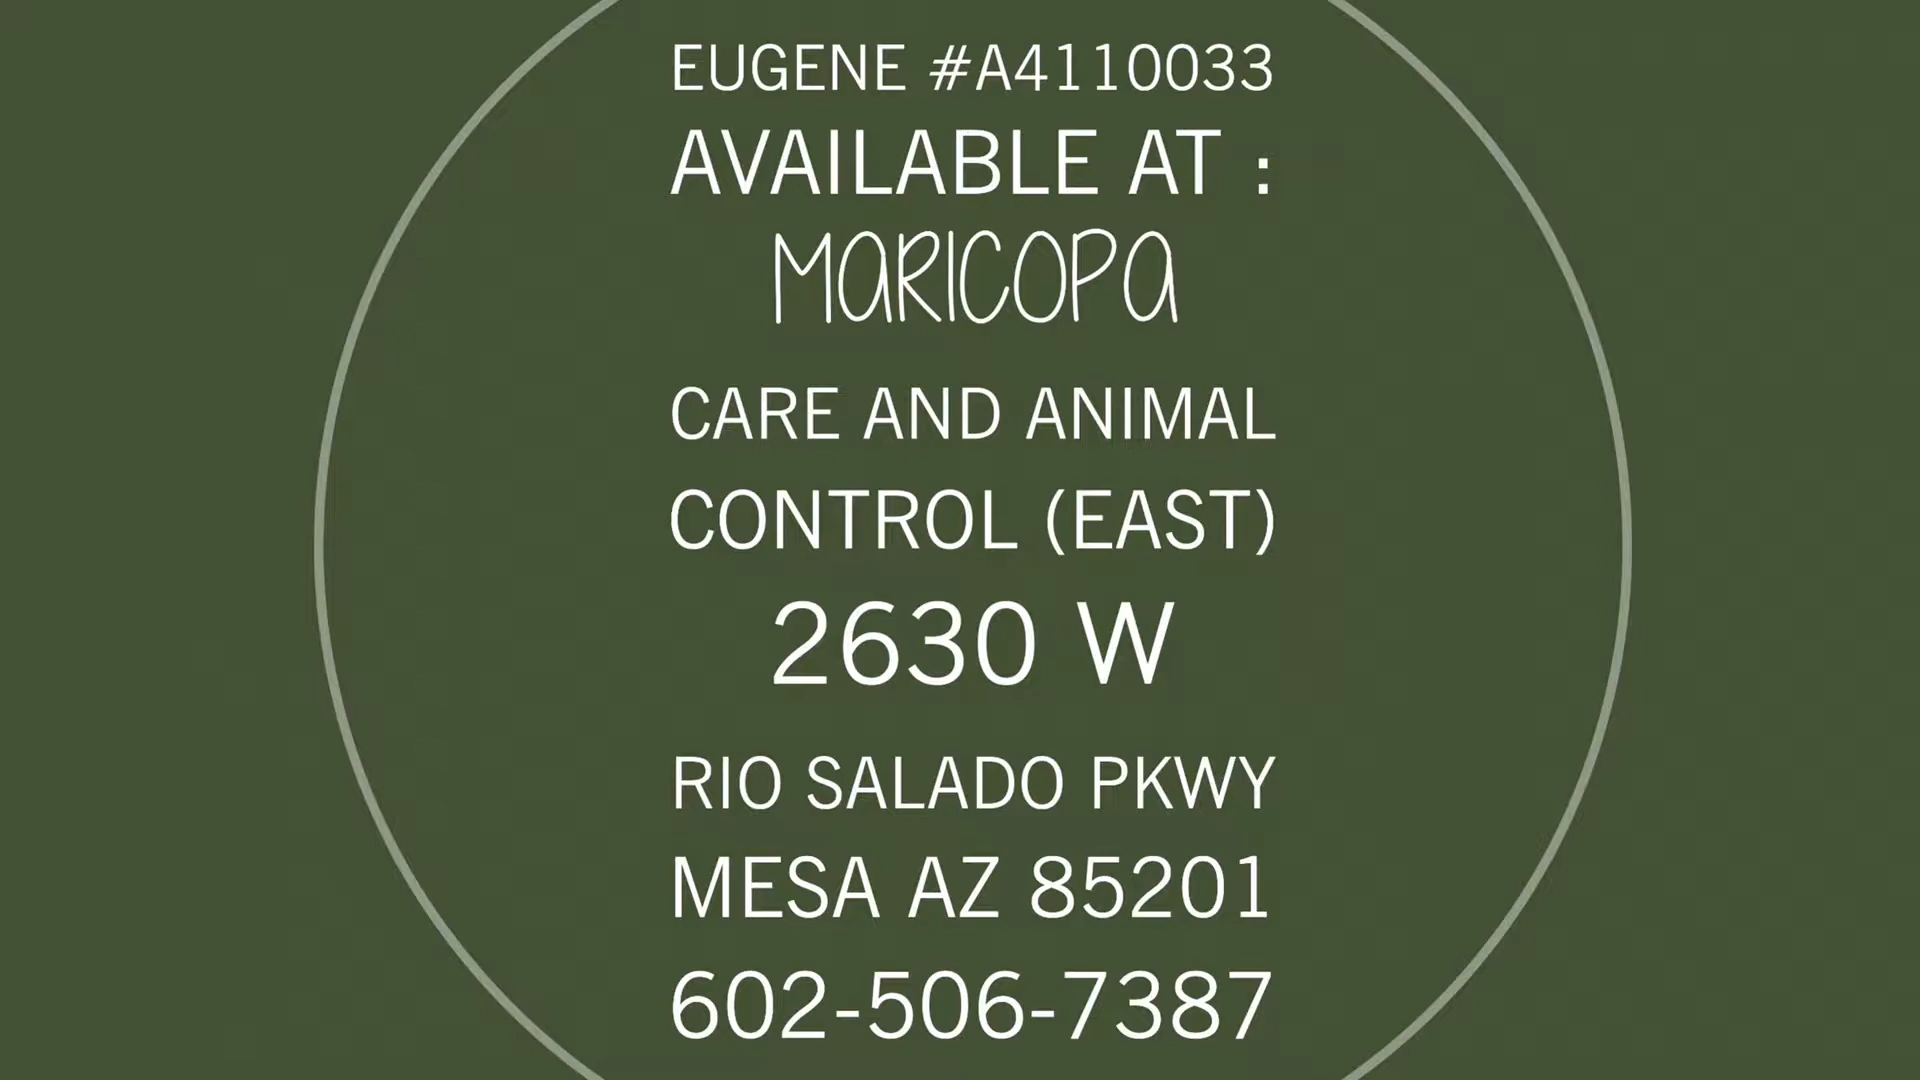 EUGENE #A4110033
AVAILABLE AT :
MARICOPA
CARE AND ANIMAL
CONTROL (EAST)
2630 W
RIO SALADO PKWY
MESA AZ 85201
602-506-7387